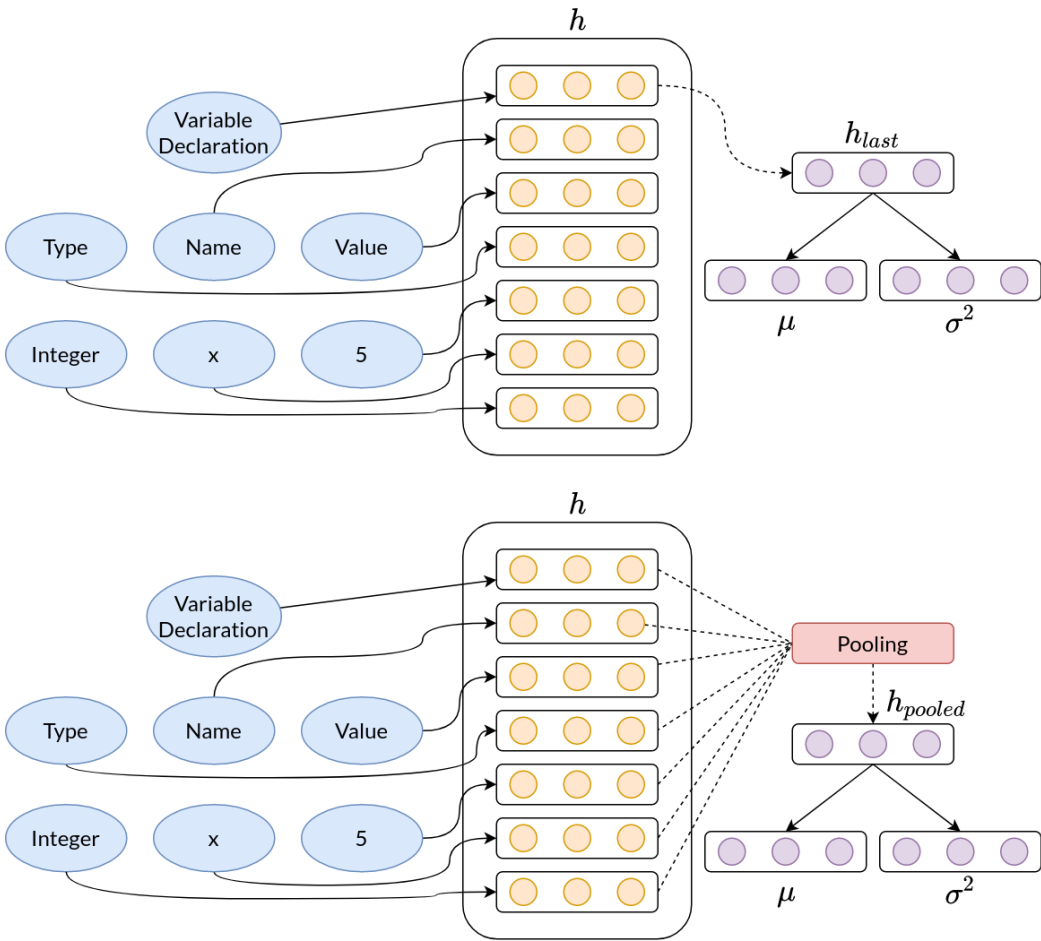 h
Variable
Declaration
h_last
Type
Name
Value
μ
σ²
Integer
x
5
h
Variable
Declaration
Pooling
h_pooled
Type
Name
Value
Integer
x
5
μ
σ²